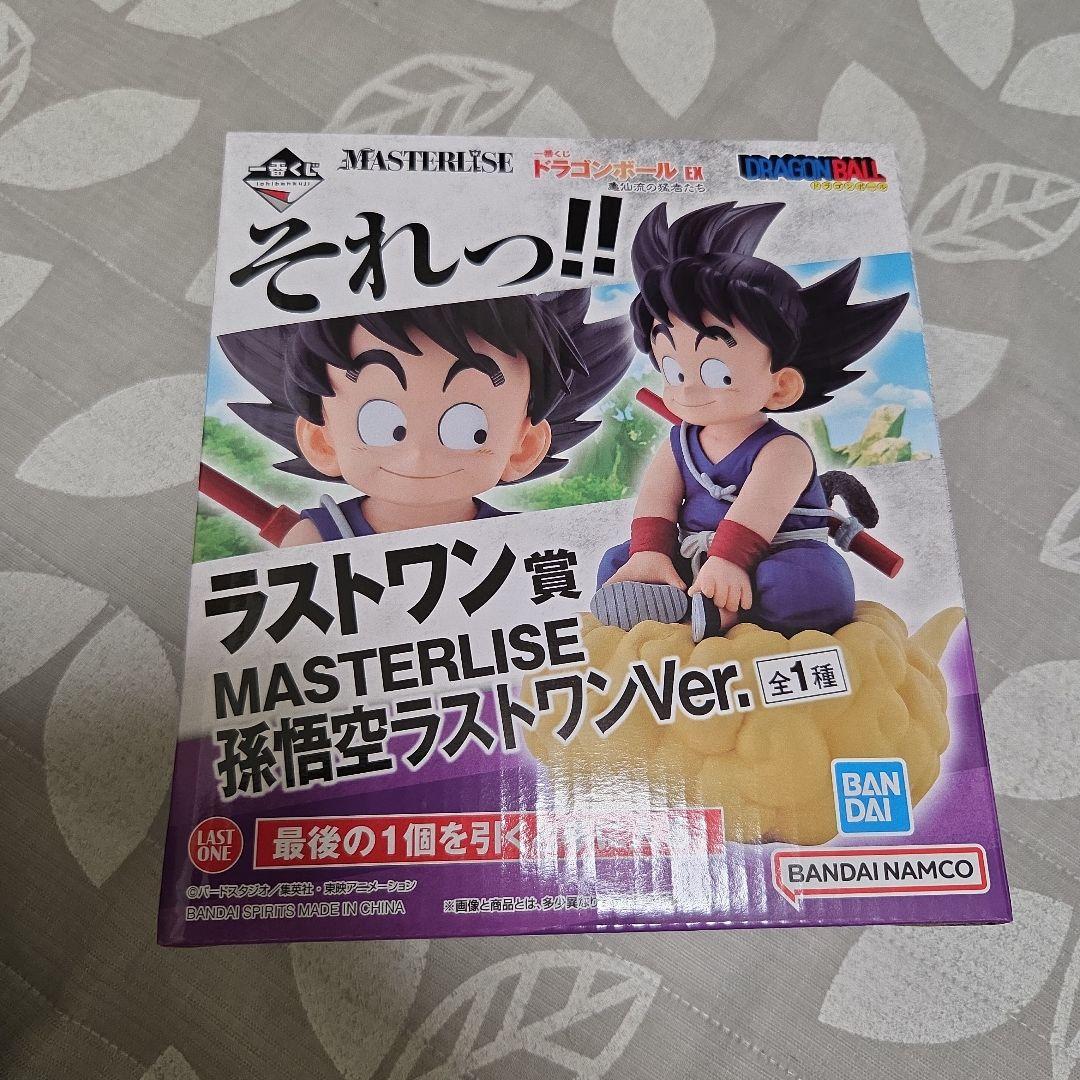 一番くじ
ichibankuji
MASTERLISE
一番くじ
ドラゴンボール EX
亀仙流の猛者たち
DRAGONBALL
ドラゴンボール
それっ!!
ラストワン賞
MASTERLISE
孫悟空ラストワンVer.
全1種
BAN
DAI
LAST
ONE
最後の1個を引く
BANDAI NAMCO
©バードスタジオ/集英社・東映アニメーション
BANDAI SPIRITS MADE IN CHINA
※画像と商品とは、多少異な